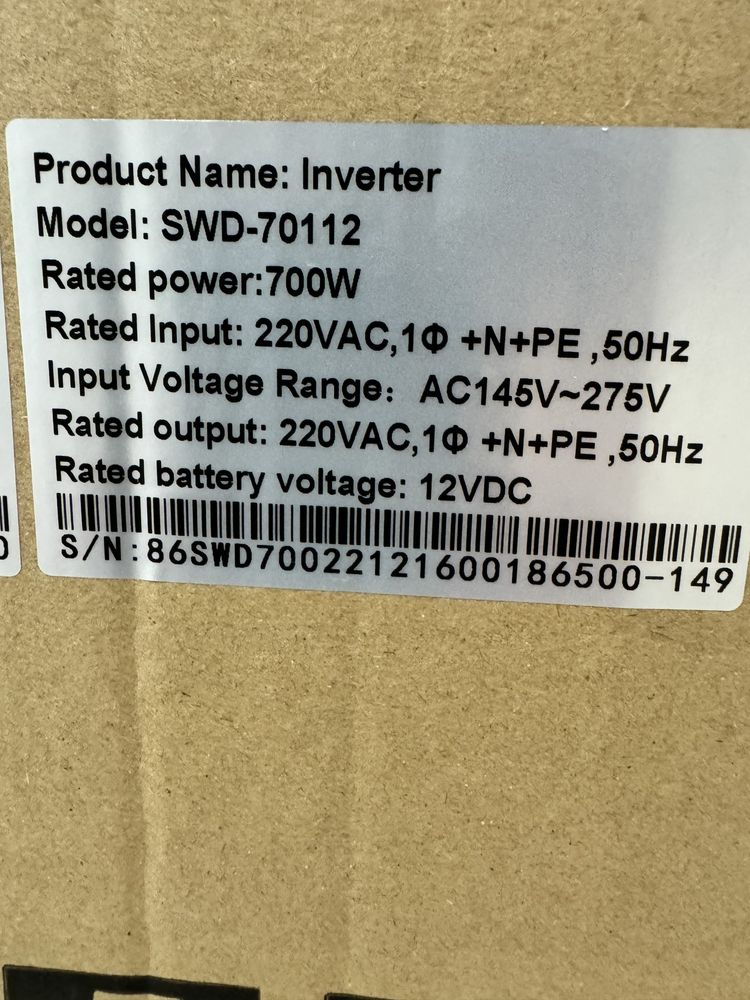 Product Name: Inverter
Model: SWD-70112
Rated power:700W
Rated Input: 220VAC,1Φ +N+PE ,50Hz
Input Voltage Range: AC145V~275V
Rated output: 220VAC,1Φ +N+PE ,50Hz
Rated battery voltage: 12VDC
S/N:86SWD70022121600186500-149